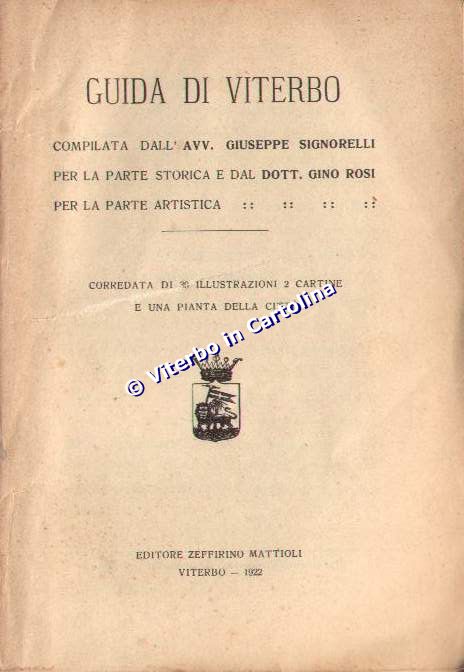 GUIDA DI VITERBO
COMPILATA DALL' AVV. GIUSEPPE SIGNORELLI
PER LA PARTE STORICA E DAL DOTT. GINO ROSI
PER LA PARTE ARTISTICA :: :: :: ::
CORREDATA DI ILLUSTRAZIONI 2 CARTINE
E UNA PIANTA DELLA
© Viterbo in Cartolina
EDITORE ZEFFIRINO MATTIOLI
VITERBO — 1922